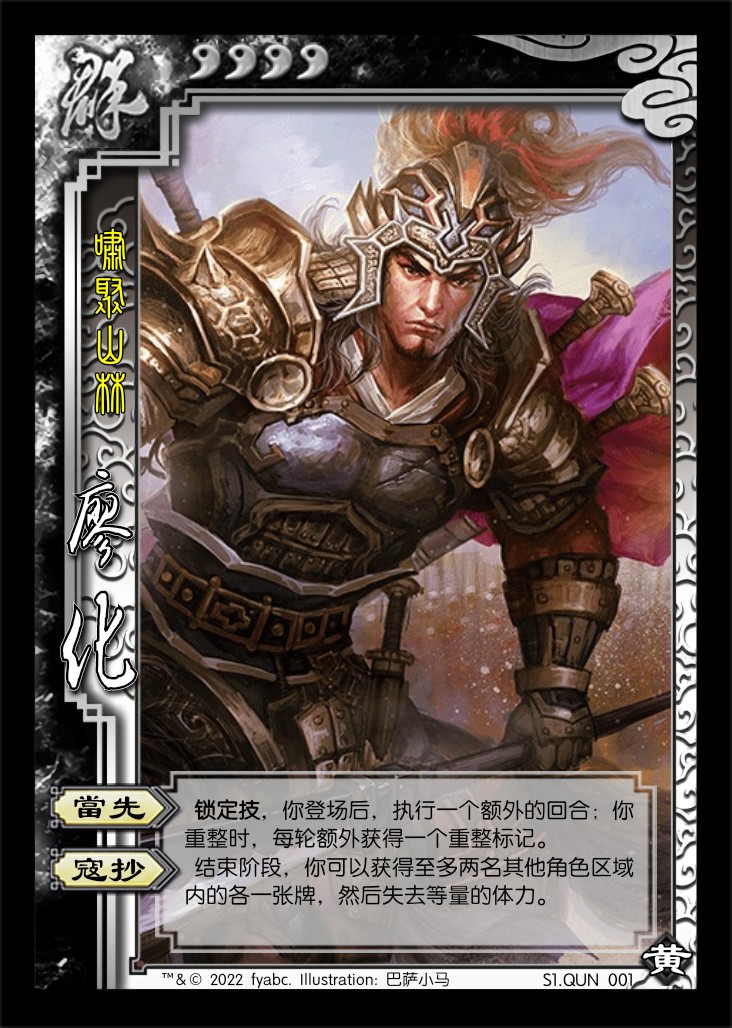 群
嘯聚山林
廖化
當先
锁定技，你登场后，执行一个额外的回合；你
重整时，每轮额外获得一个重整标记。
寇抄
结束阶段，你可以获得至多两名其他角色区域
内的各一张牌，然后失去等量的体力。
黄
™&© 2022 fyabc. Illustration: 巴萨小马
S1.QUN 001